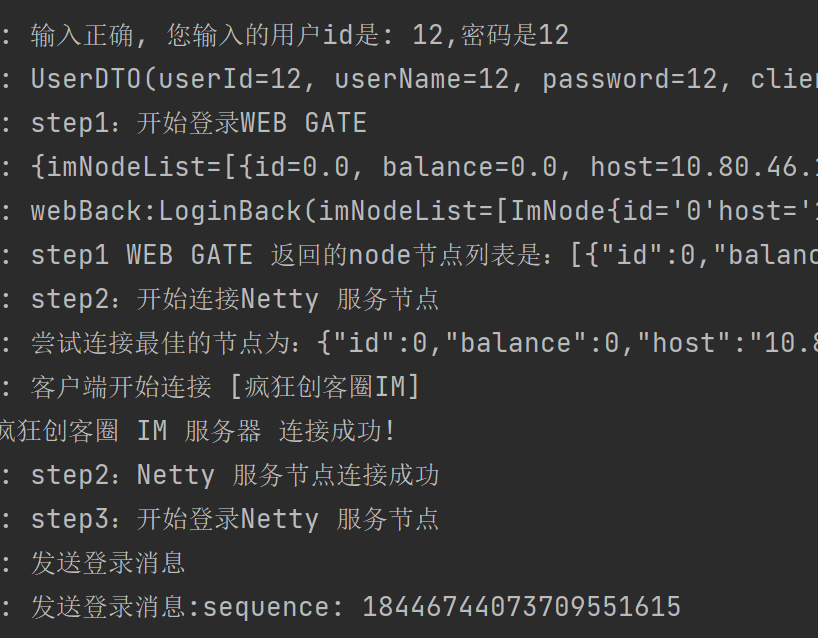 : 输入正确, 您输入的用户id是: 12,密码是12
: UserDTO(userId=12, userName=12, password=12, clien
: step1：开始登录WEB GATE
: {imNodeList=[{id=0.0, balance=0.0, host=10.80.46.1
: webBack:LoginBack(imNodeList=[ImNode{id='0'host='1
: step1 WEB GATE 返回的node节点列表是：[{"id":0,"balanc
: step2：开始连接Netty 服务节点
: 尝试连接最佳的节点为：{"id":0,"balance":0,"host":"10.8
: 客户端开始连接 [疯狂创客圈IM]
疯狂创客圈 IM 服务器 连接成功!
: step2：Netty 服务节点连接成功
: step3：开始登录Netty 服务节点
: 发送登录消息
: 发送登录消息:sequence: 18446744073709551615